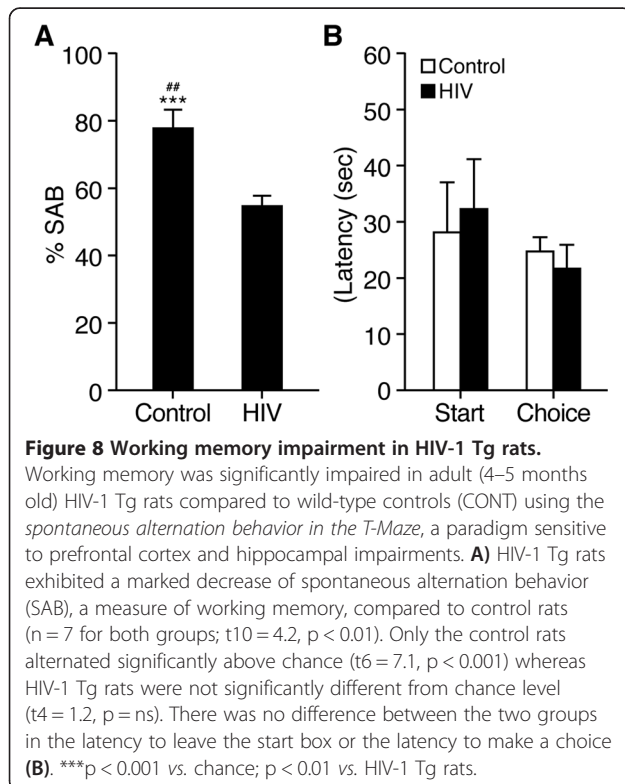 A
B
100
80
60
40
20
0
% SAB
##
***
Control
HIV
60
50
40
30
20
10
0
(Latency (sec)
Control
HIV
Start
Choice
Figure 8 Working memory impairment in HIV-1 Tg rats.
Working memory was significantly impaired in adult (4–5 months
old) HIV-1 Tg rats compared to wild-type controls (CONT) using the
spontaneous alternation behavior in the T-Maze, a paradigm sensitive
to prefrontal cortex and hippocampal impairments. A) HIV-1 Tg rats
exhibited a marked decrease of spontaneous alternation behavior
(SAB), a measure of working memory, compared to control rats
(n = 7 for both groups; t10 = 4.2, p < 0.01). Only the control rats
alternated significantly above chance (t6 = 7.1, p < 0.001) whereas
HIV-1 Tg rats were not significantly different from chance level
(t4 = 1.2, p = ns). There was no difference between the two groups
in the latency to leave the start box or the latency to make a choice
(B). ***p < 0.001 vs. chance; p < 0.01 vs. HIV-1 Tg rats.